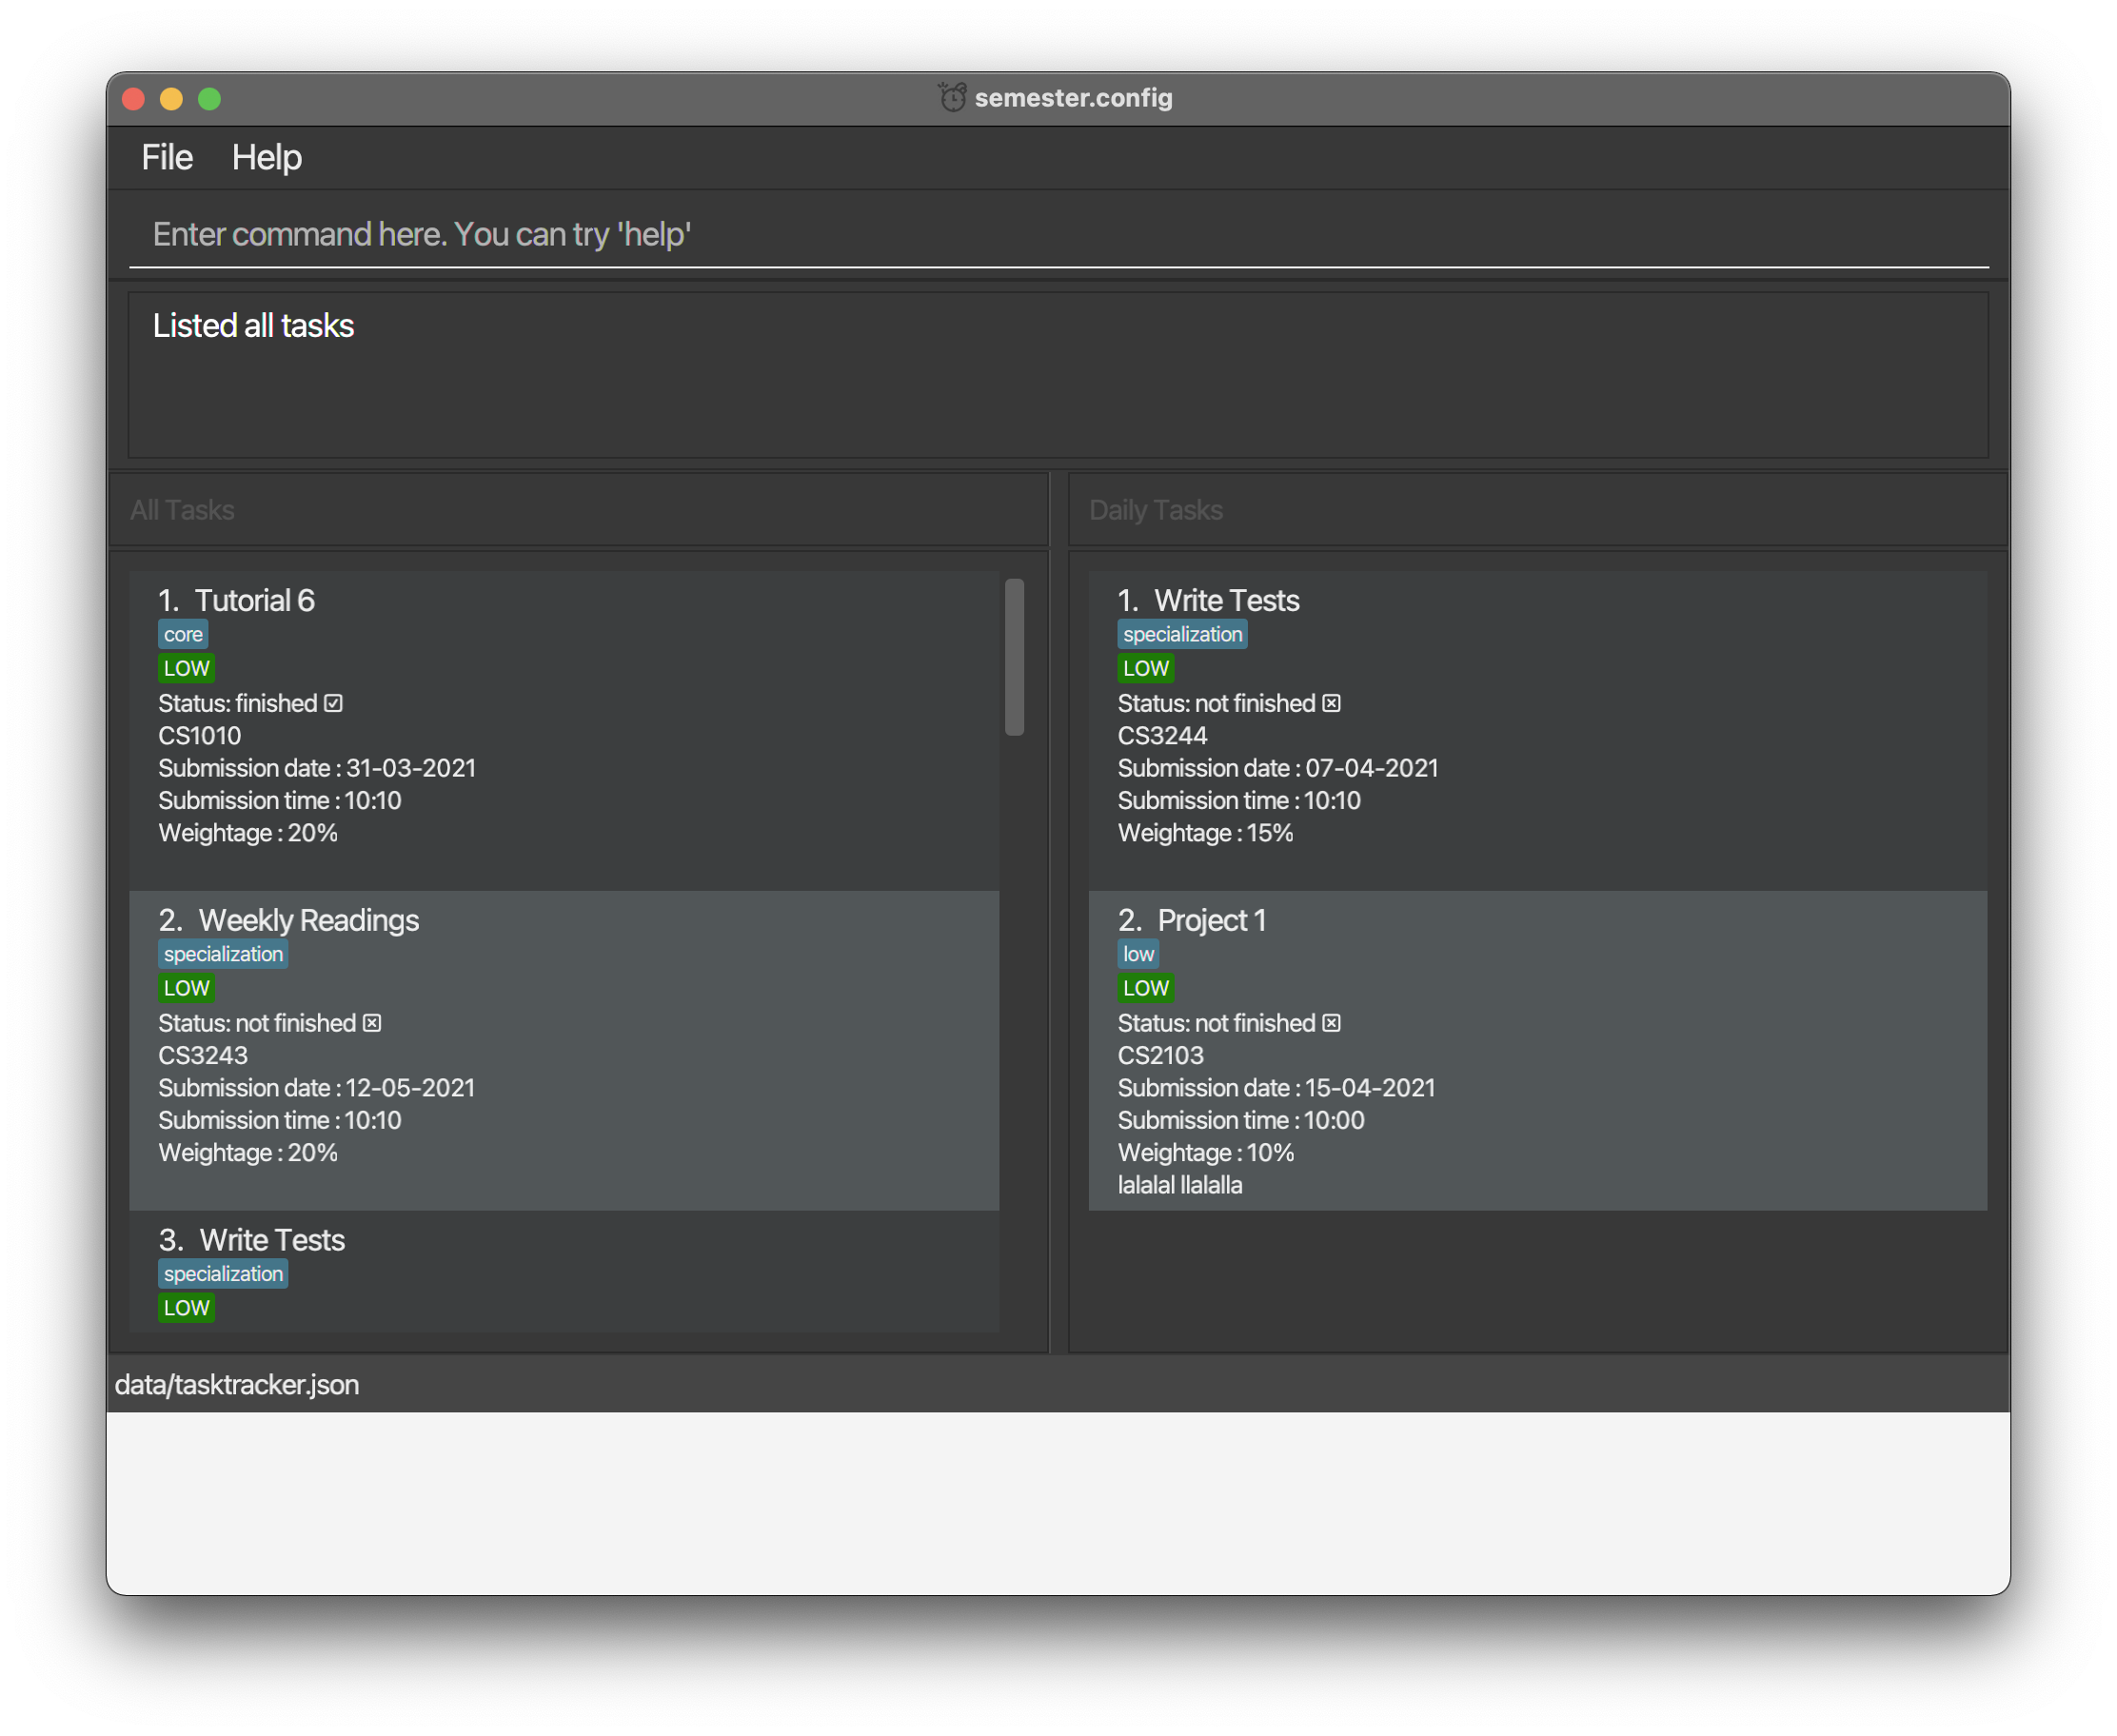 semester.config
File Help
Enter command here. You can try 'help'
Listed all tasks
All Tasks
1. Tutorial 6
core
LOW
Status: finished
CS1010
Submission date : 31-03-2021
Submission time : 10:10
Weightage : 20%
2. Weekly Readings
specialization
LOW
Status: not finished
CS3243
Submission date : 12-05-2021
Submission time : 10:10
Weightage : 20%
3. Write Tests
specialization
LOW
Daily Tasks
1. Write Tests
specialization
LOW
Status: not finished
CS3244
Submission date : 07-04-2021
Submission time : 10:10
Weightage : 15%
2. Project 1
low
LOW
Status: not finished
CS2103
Submission date : 15-04-2021
Submission time : 10:00
Weightage : 10%
lalalal llalalla
data/tasktracker.json